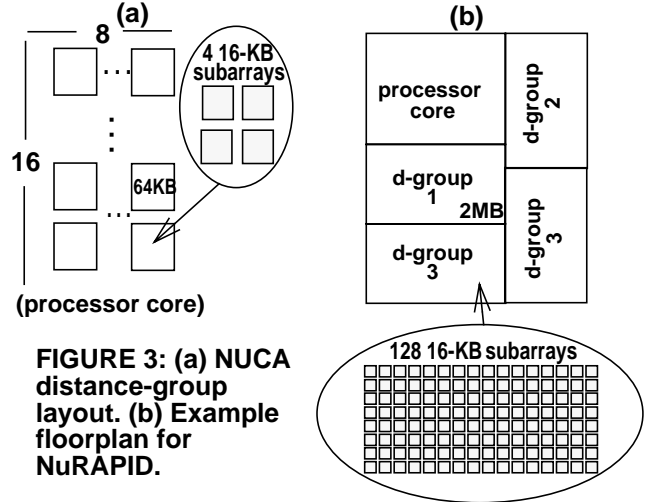 (a)
8
16
...
4 16-KB
subarrays
64KB
...
(processor core)
(b)
processor
core
d-group
2
d-group
1
2MB
d-group
3
d-group
3
128 16-KB subarrays
FIGURE 3: (a) NUCA
distance-group
layout. (b) Example
floorplan for
NuRAPID.